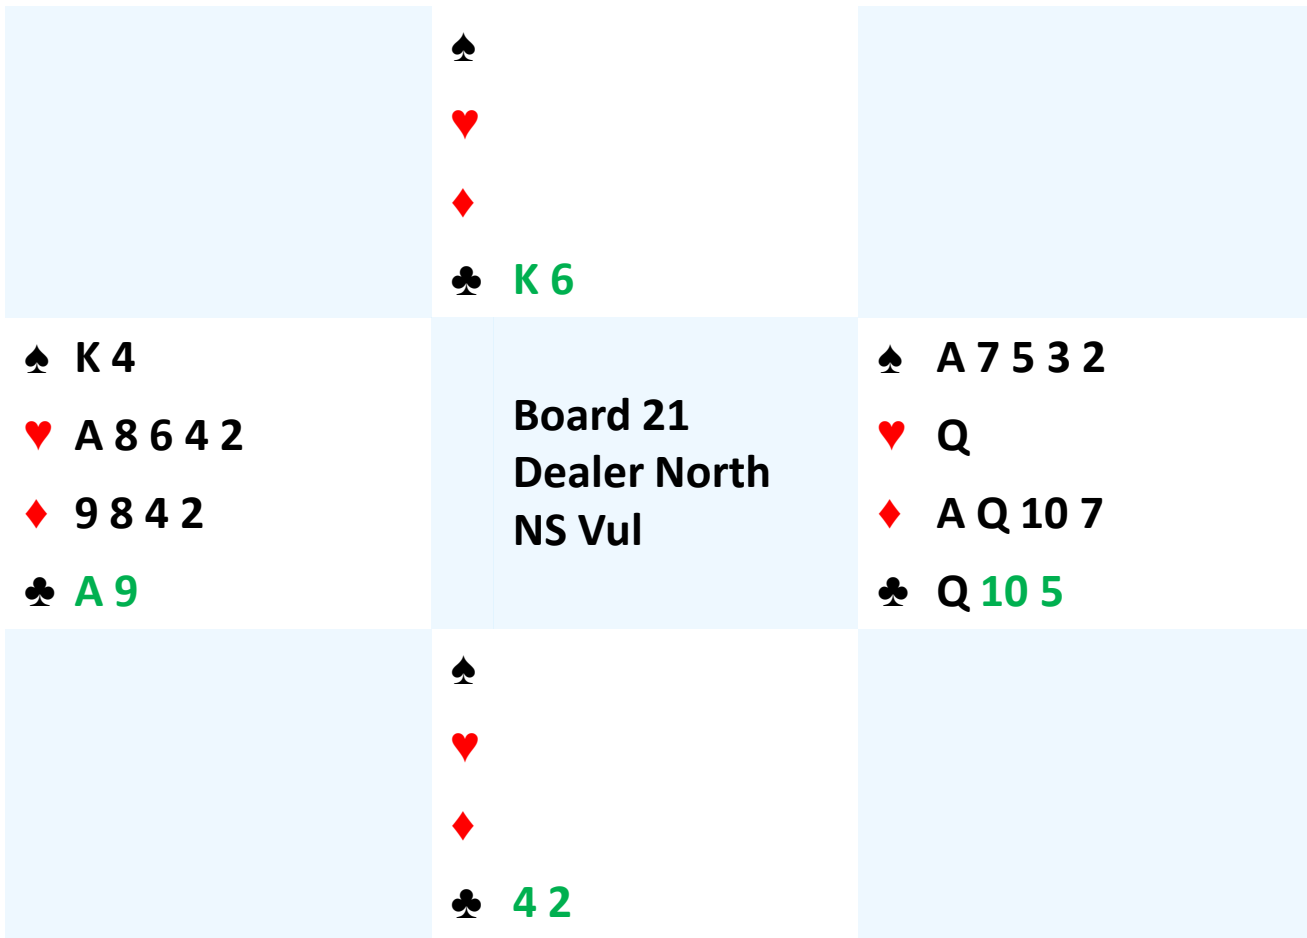 ♠
♥
♦
♣ K 6
♠ K 4
♥ A 8 6 4 2
♦ 9 8 4 2
♣ A 9
Board 21
Dealer North
NS Vul
♠ A 7 5 3 2
♥ Q
♦ A Q 10 7
♣ Q 10 5
♠
♥
♦
♣ 4 2